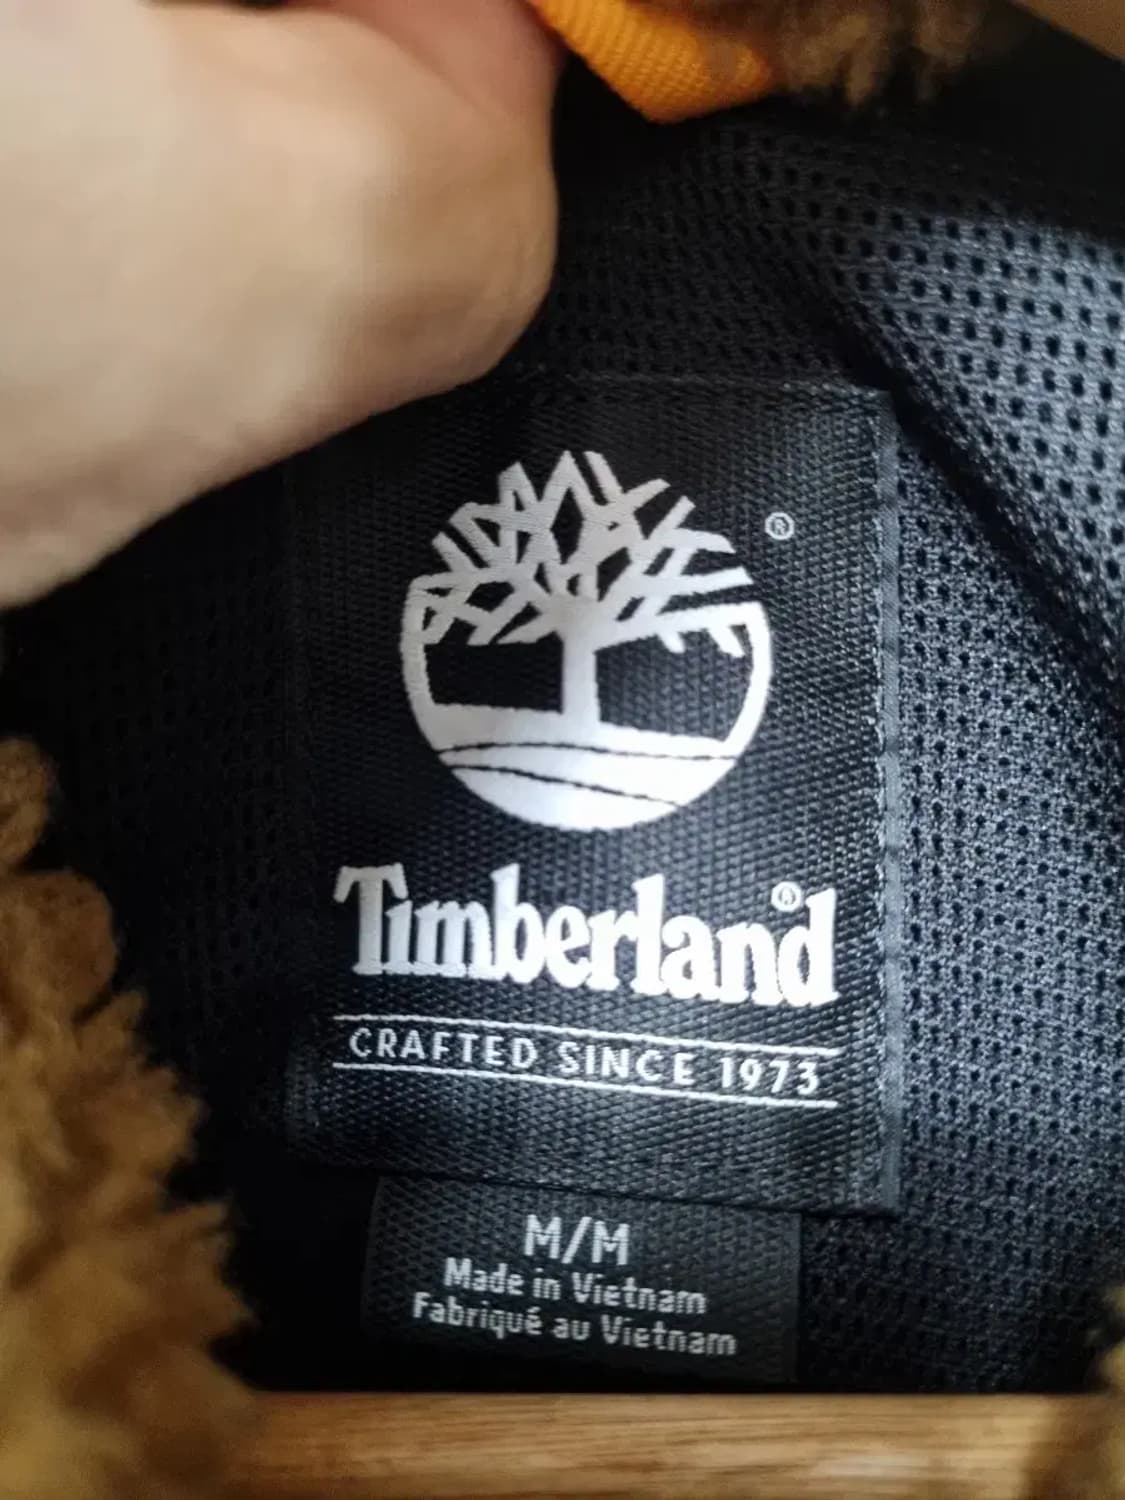 ®
Timberland®
CRAFTED SINCE 1973
M/M
Made in Vietnam
Fabriqué au Vietnam